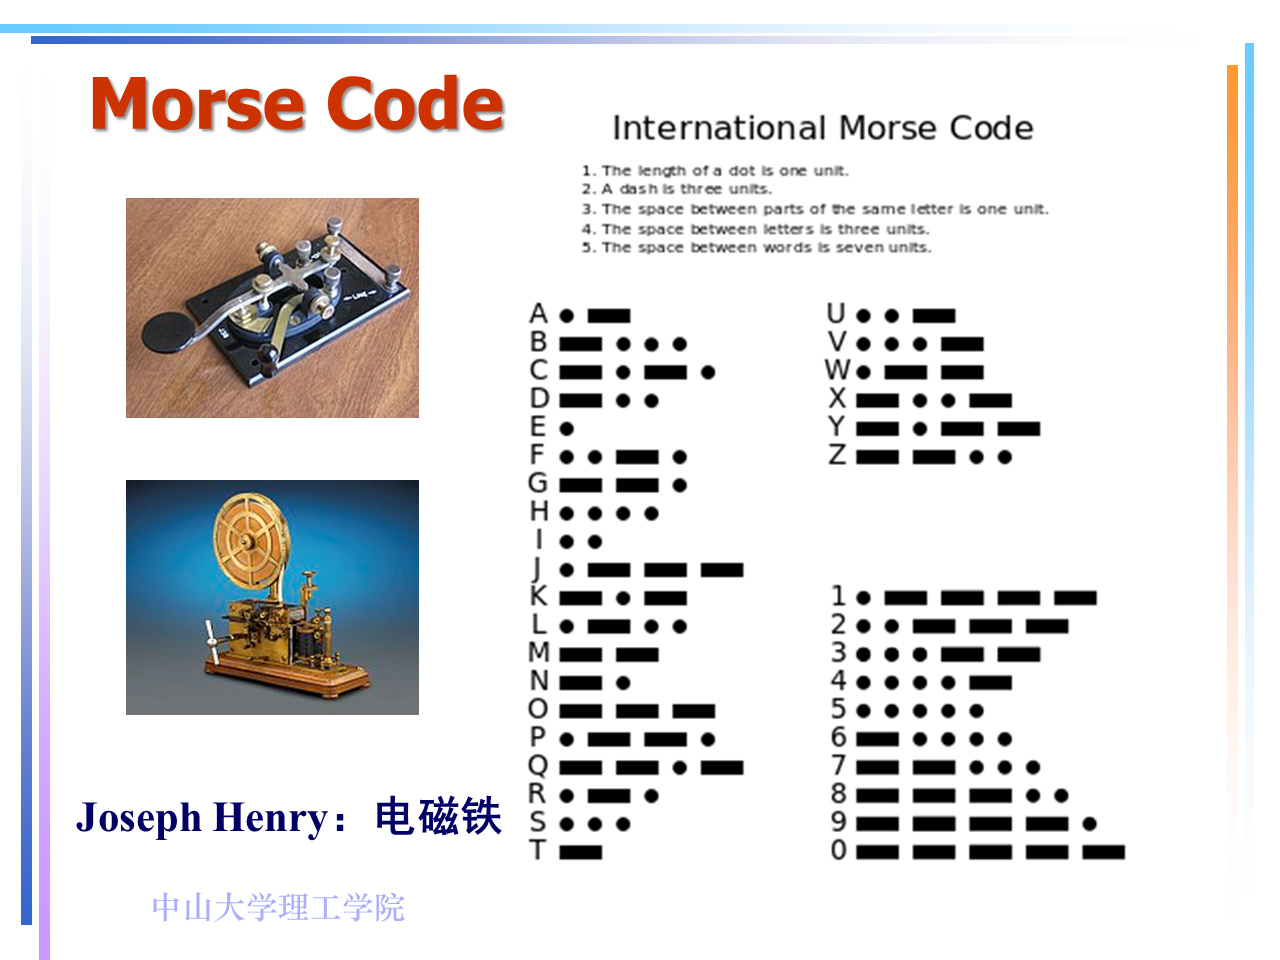 Morse Code
International Morse Code
1. The length of a dot is one unit.
2. A dash is three units.
3. The space between parts of the same letter is one unit.
4. The space between letters is three units.
5. The space between words is seven units.
A
B
C
D
E
F
G
H
I
J
K
L
M
N
O
P
Q
R
S
T
U
V
W
X
Y
Z
1
2
3
4
5
6
7
8
9
0
Joseph Henry：电磁铁
中山大学理工学院